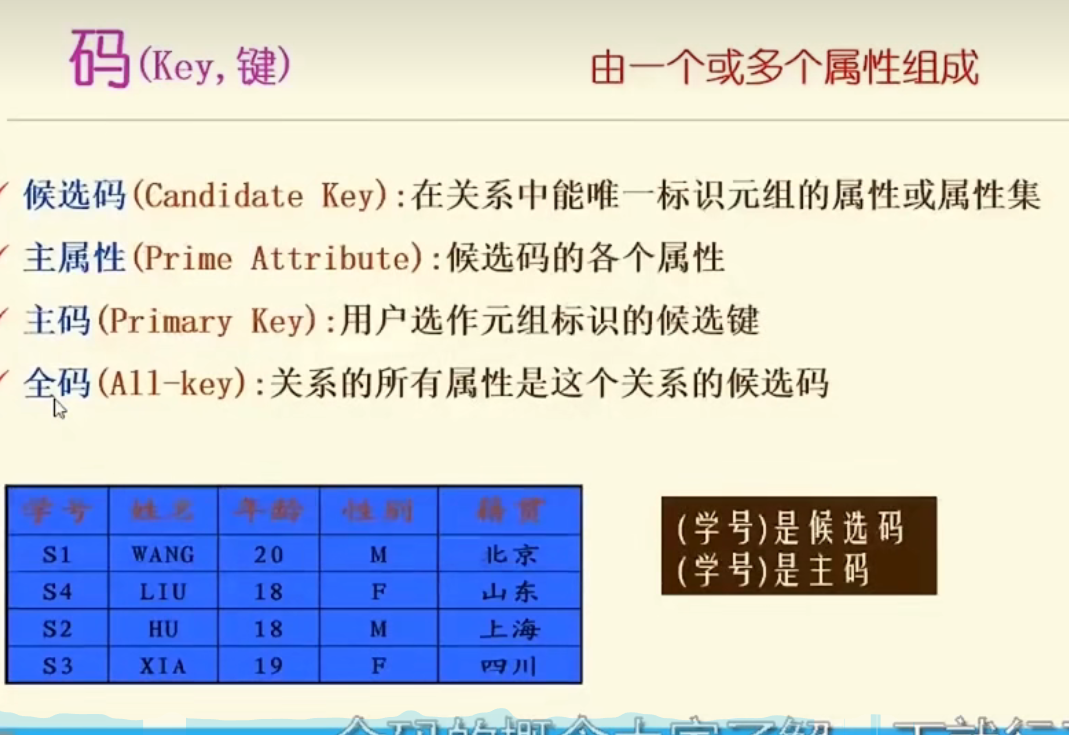 码(Key,键)
由一个或多个属性组成
候选码(Candidate Key):在关系中能唯一标识元组的属性或属性集
主属性(Prime Attribute):候选码的各个属性
主码(Primary Key):用户选作元组标识的候选键
全码(All-key):关系的所有属性是这个关系的候选码
学号 姓名 年龄 性别 籍贯
S1 WANG 20 M 北京
S4 LIU 18 F 山东
S2 HU 18 M 上海
S3 XIA 19 F 四川
(学号)是候选码
(学号)是主码